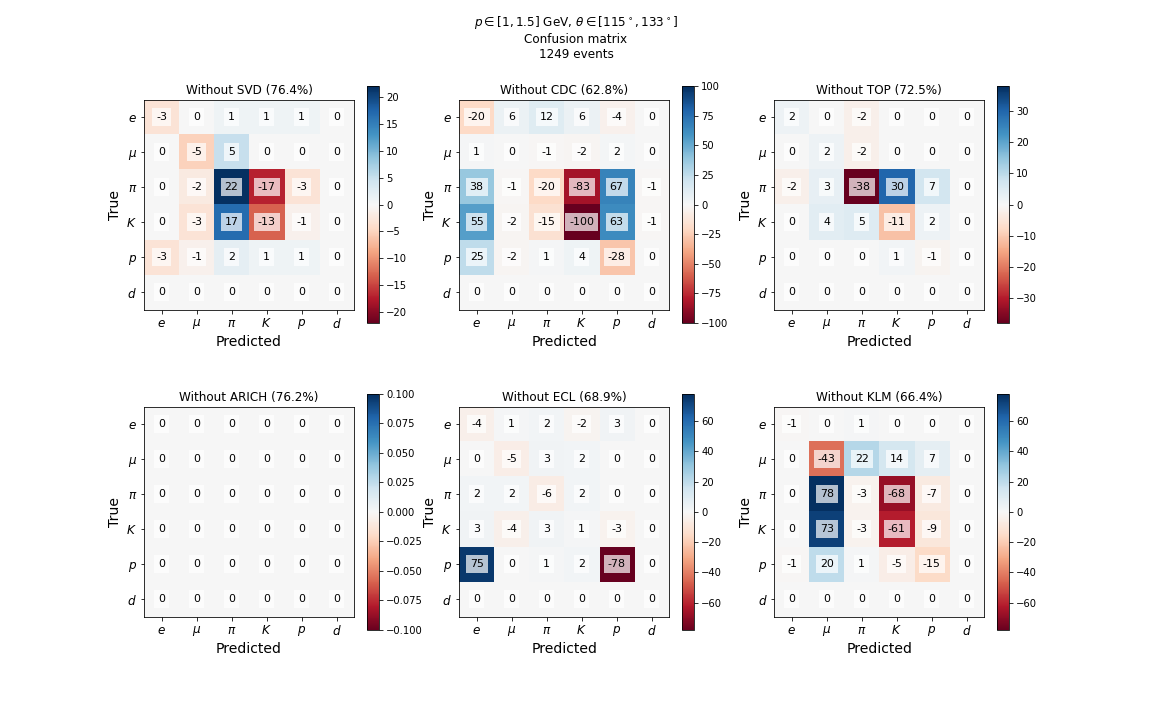 p ∈ [1, 1.5] GeV, θ ∈ [115°, 133°]
Confusion matrix
1249 events
Without SVD (76.4%)
True
e -3 0 1 1 1 0
μ 0 -5 5 0 0 0
π 0 -2 22 -17 -3 0
K 0 -3 17 -13 -1 0
p -3 -1 2 1 1 0
d 0 0 0 0 0 0
e μ π K p d
Predicted
20
15
10
5
0
−5
−10
−15
−20
Without CDC (62.8%)
True
e -20 6 12 6 -4 0
μ 1 0 -1 -2 2 0
π 38 -1 -20 -83 67 -1
K 55 -2 -15 -100 63 -1
p 25 -2 1 4 -28 0
d 0 0 0 0 0 0
e μ π K p d
Predicted
100
75
50
25
0
−25
−50
−75
−100
Without TOP (72.5%)
True
e 2 0 -2 0 0 0
μ 0 2 -2 0 0 0
π -2 3 -38 30 7 0
K 0 4 5 -11 2 0
p 0 0 0 1 -1 0
d 0 0 0 0 0 0
e μ π K p d
Predicted
30
20
10
0
−10
−20
−30
Without ARICH (76.2%)
True
e 0 0 0 0 0 0
μ 0 0 0 0 0 0
π 0 0 0 0 0 0
K 0 0 0 0 0 0
p 0 0 0 0 0 0
d 0 0 0 0 0 0
e μ π K p d
Predicted
0.100
0.075
0.050
0.025
0.000
−0.025
−0.050
−0.075
−0.100
Without ECL (68.9%)
True
e -4 1 2 -2 3 0
μ 0 -5 3 2 0 0
π 2 2 -6 2 0 0
K 3 -4 3 1 -3 0
p 75 0 1 2 -78 0
d 0 0 0 0 0 0
e μ π K p d
Predicted
60
40
20
0
−20
−40
−60
Without KLM (66.4%)
True
e -1 0 1 0 0 0
μ 0 -43 22 14 7 0
π 0 78 -3 -68 -7 0
K 0 73 -3 -61 -9 0
p -1 20 1 -5 -15 0
d 0 0 0 0 0 0
e μ π K p d
Predicted
60
40
20
0
−20
−40
−60